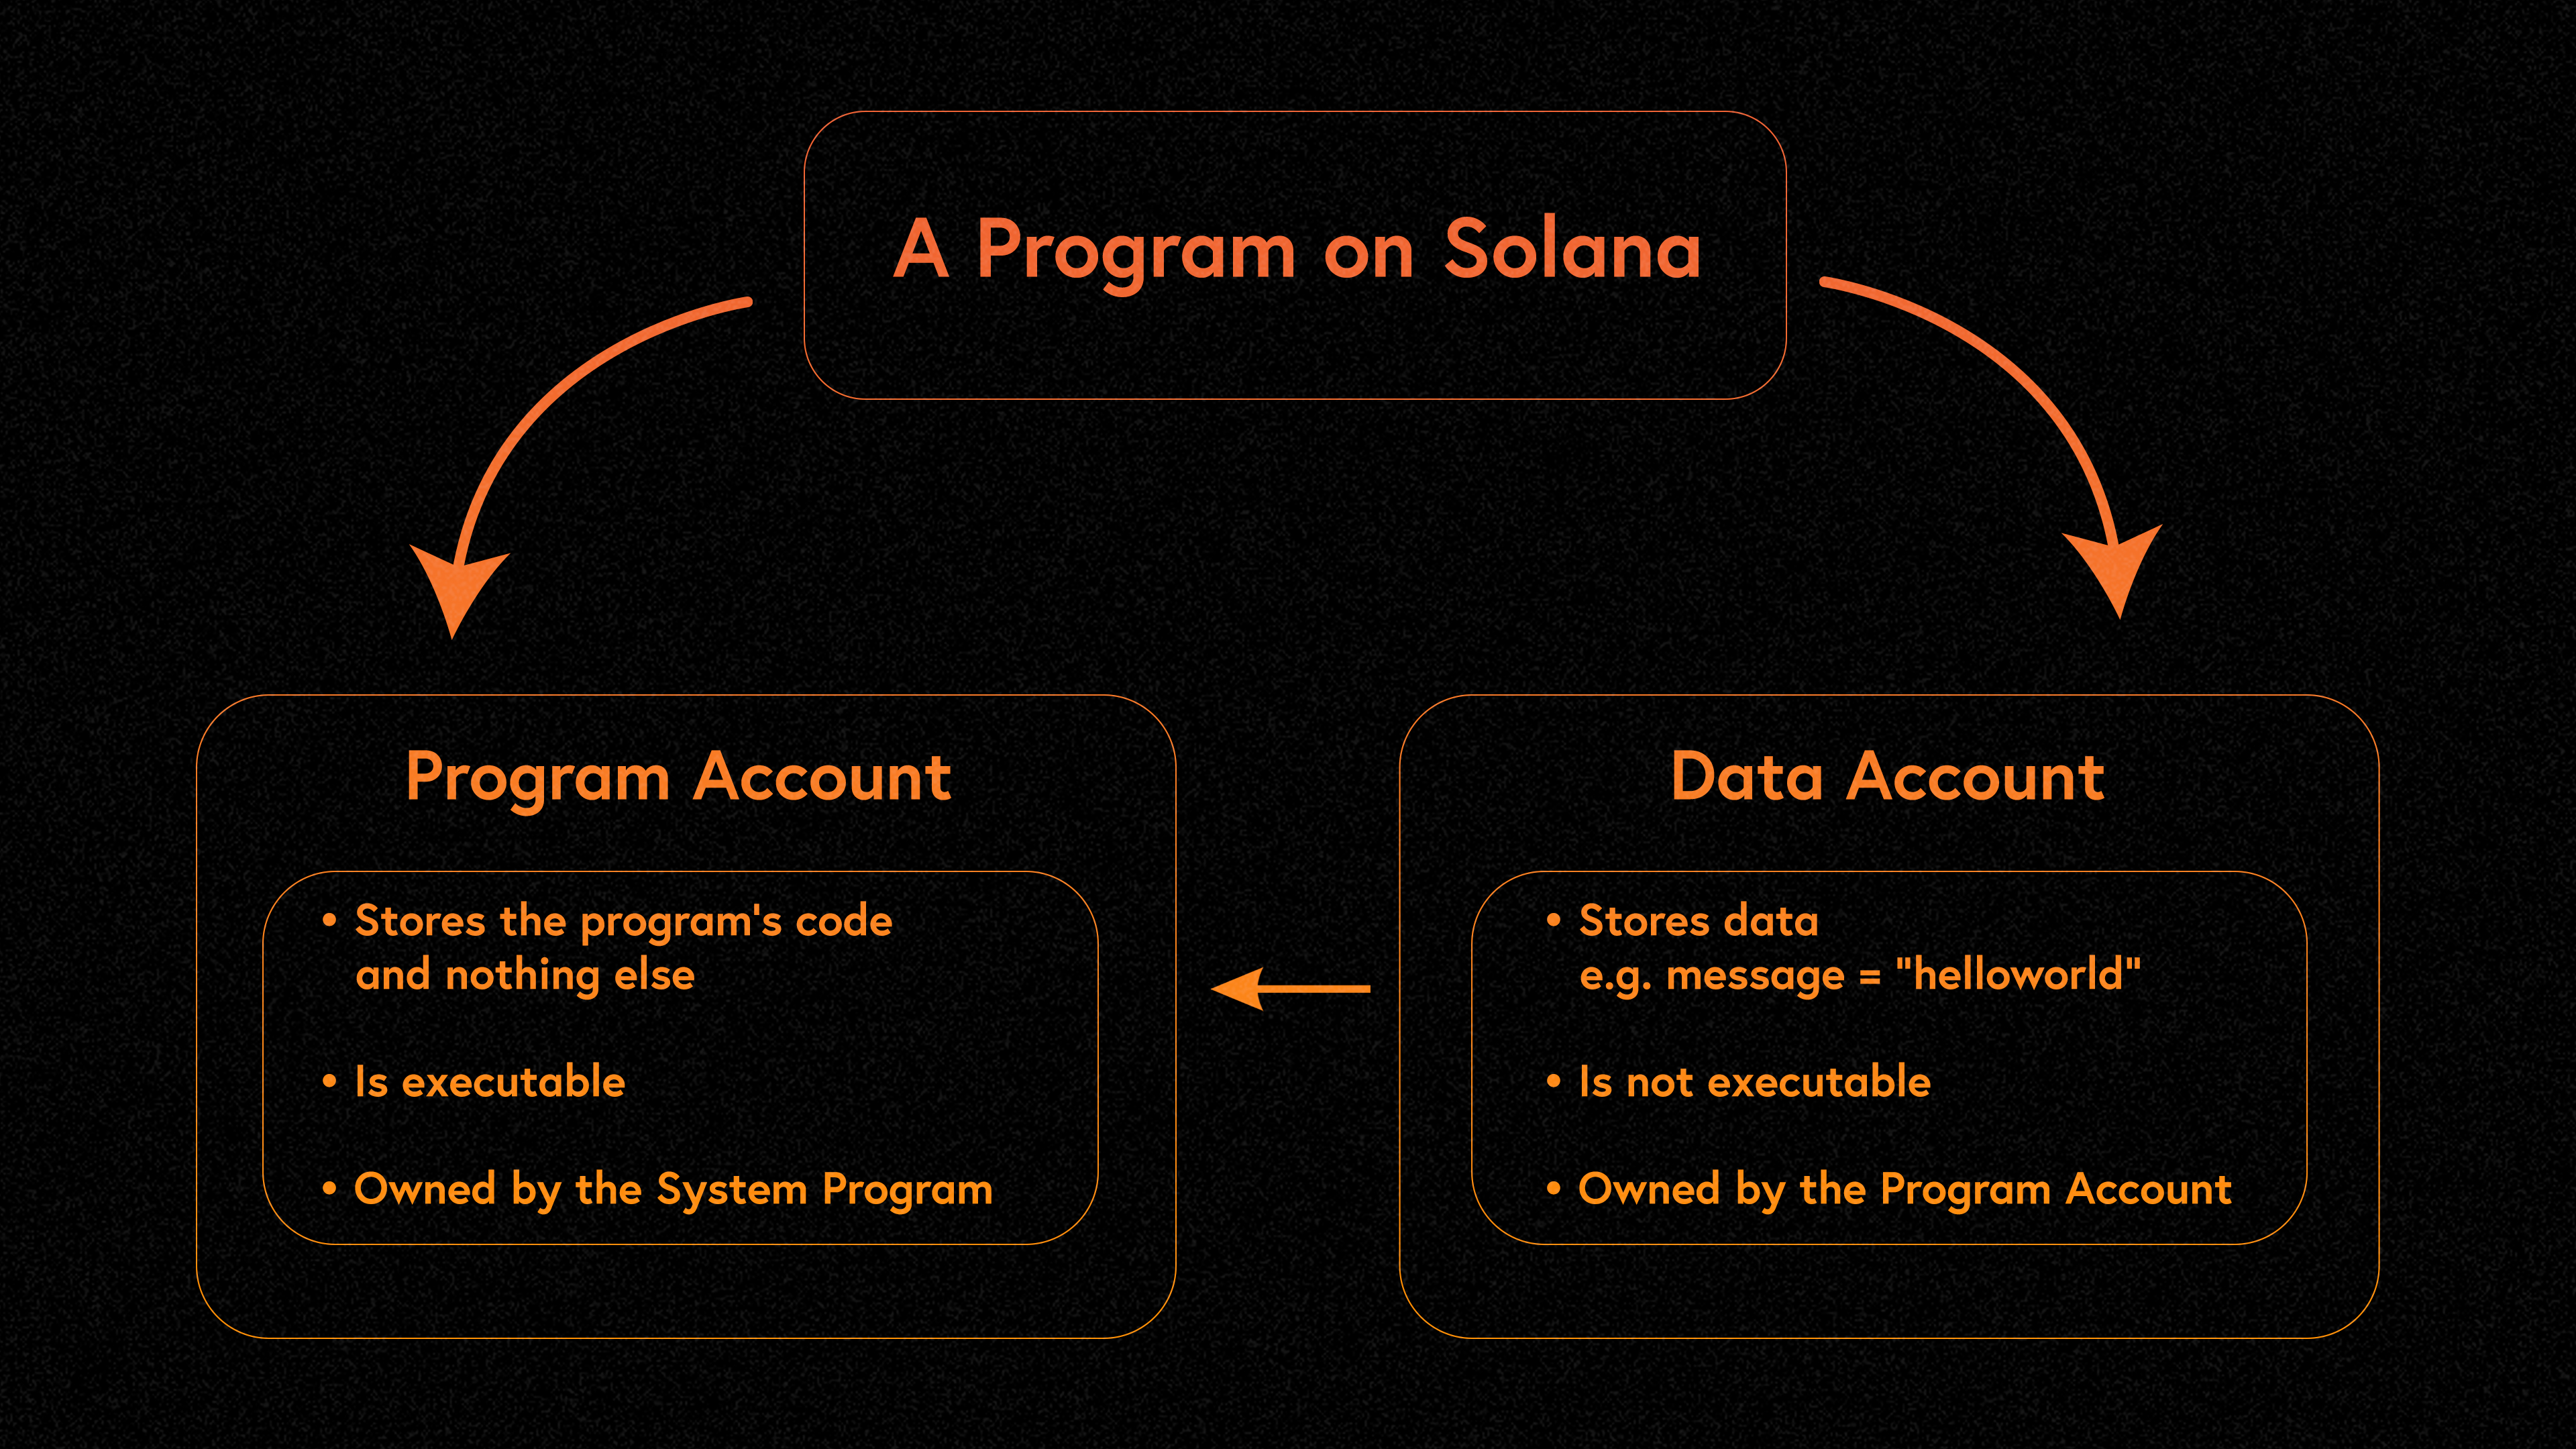 A Program on Solana
Program Account
• Stores the program's code
and nothing else
• Is executable
• Owned by the System Program
Data Account
• Stores data
e.g. message = "helloworld"
• Is not executable
• Owned by the Program Account